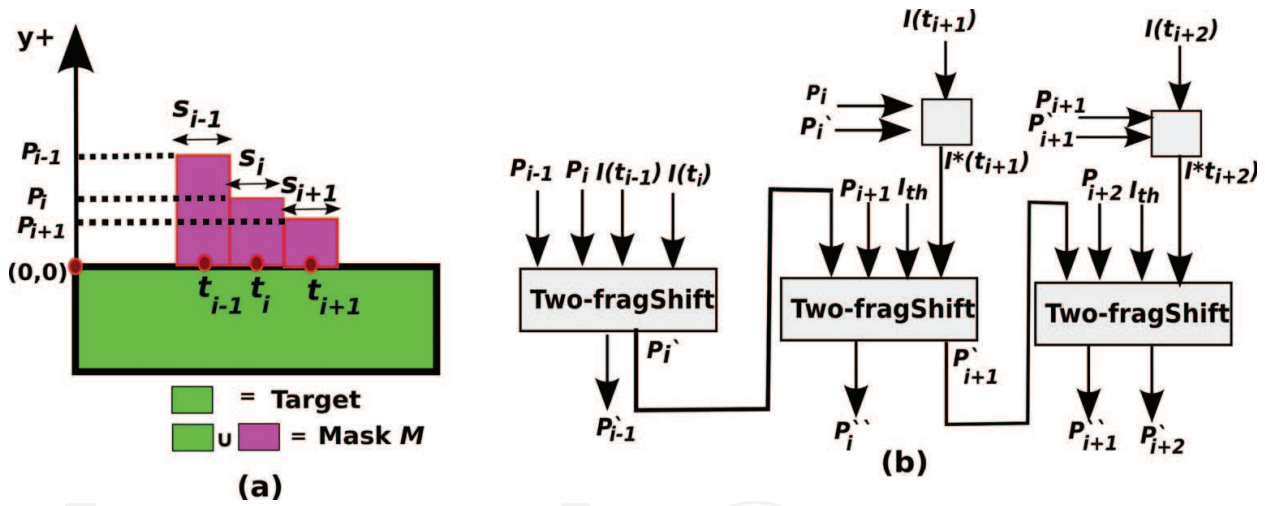 y+
s_{i-1}
s_i
s_{i+1}
P_{i-1}
P_i
P_{i+1}
(0,0)
t_{i-1} t_i t_{i+1}
= Target
∪ = Mask M
(a)
I(t_{i+1})
I(t_{i+2})
P_i
P_i`
P_{i+1}
P`_{i+1}
I*(t_{i+1})
I*t_{i+2})
P_{i-1} P_i I(t_{i-1}) I(t_i)
P_{i+1} I_{th}
P_{i+2} I_{th}
Two-fragShift
Two-fragShift
Two-fragShift
P_i`
P`_{i+1}
P`_{i-1}
P_i``
P``_{i+1}
P`_{i+2}
(b)